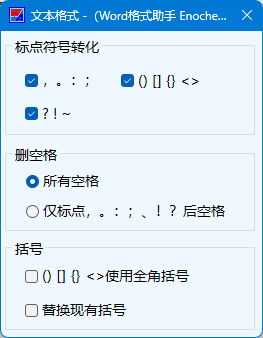 文本格式 -（Word格式助手 Enoche...
标点符号转化
，。：；
() [] {} <>
? ! ~
删空格
所有空格
仅标点，。：；、！？后空格
括号
() [] {} <>使用全角括号
替换现有括号